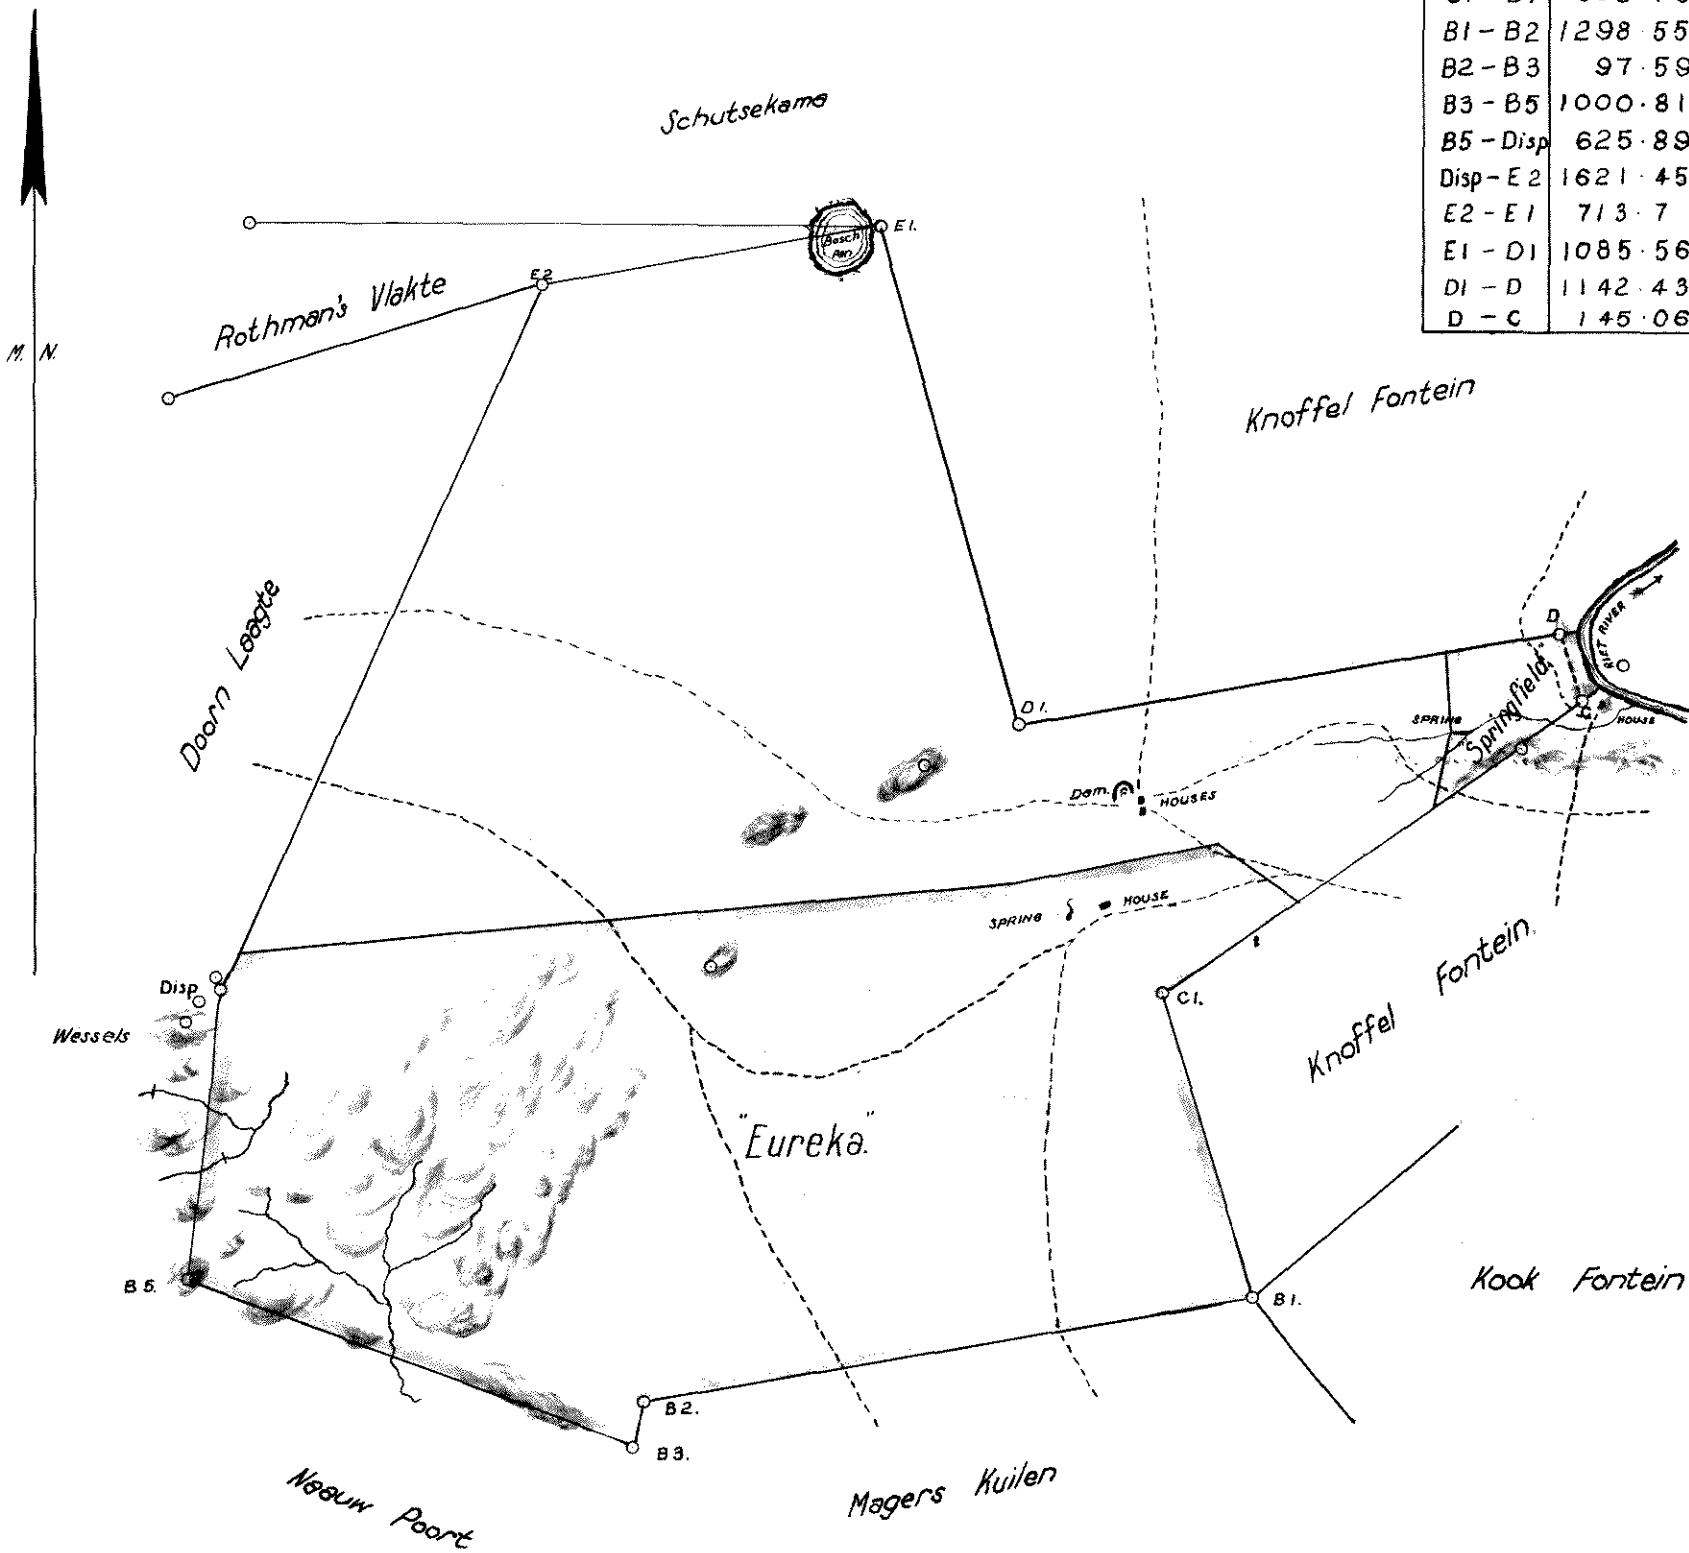 B1 - B2 1298·55
B2 - B3 97·59
B3 - B5 1000·81
B5 - Disp 625·89
Disp - E2 1621·45
E2 - E1 713·7
E1 - D1 1085·56
D1 - D 1142·43
D - C 145·06
Schutsekama
Bosch
Pan
E1.
E2
Rothman's Vlakte
M. N.
Knoffel Fontein
Doorn Laagte
D
RIET RIVER
"Springfield"
D1.
C.
SPRING
HOUSE
Dam.
HOUSES
SPRING
HOUSE
Disp
C1.
Knoffel Fontein.
Wessels
"Eureka."
B5.
B1.
Kook Fontein
B2.
B3.
Naauw Poort
Magers Kuilen